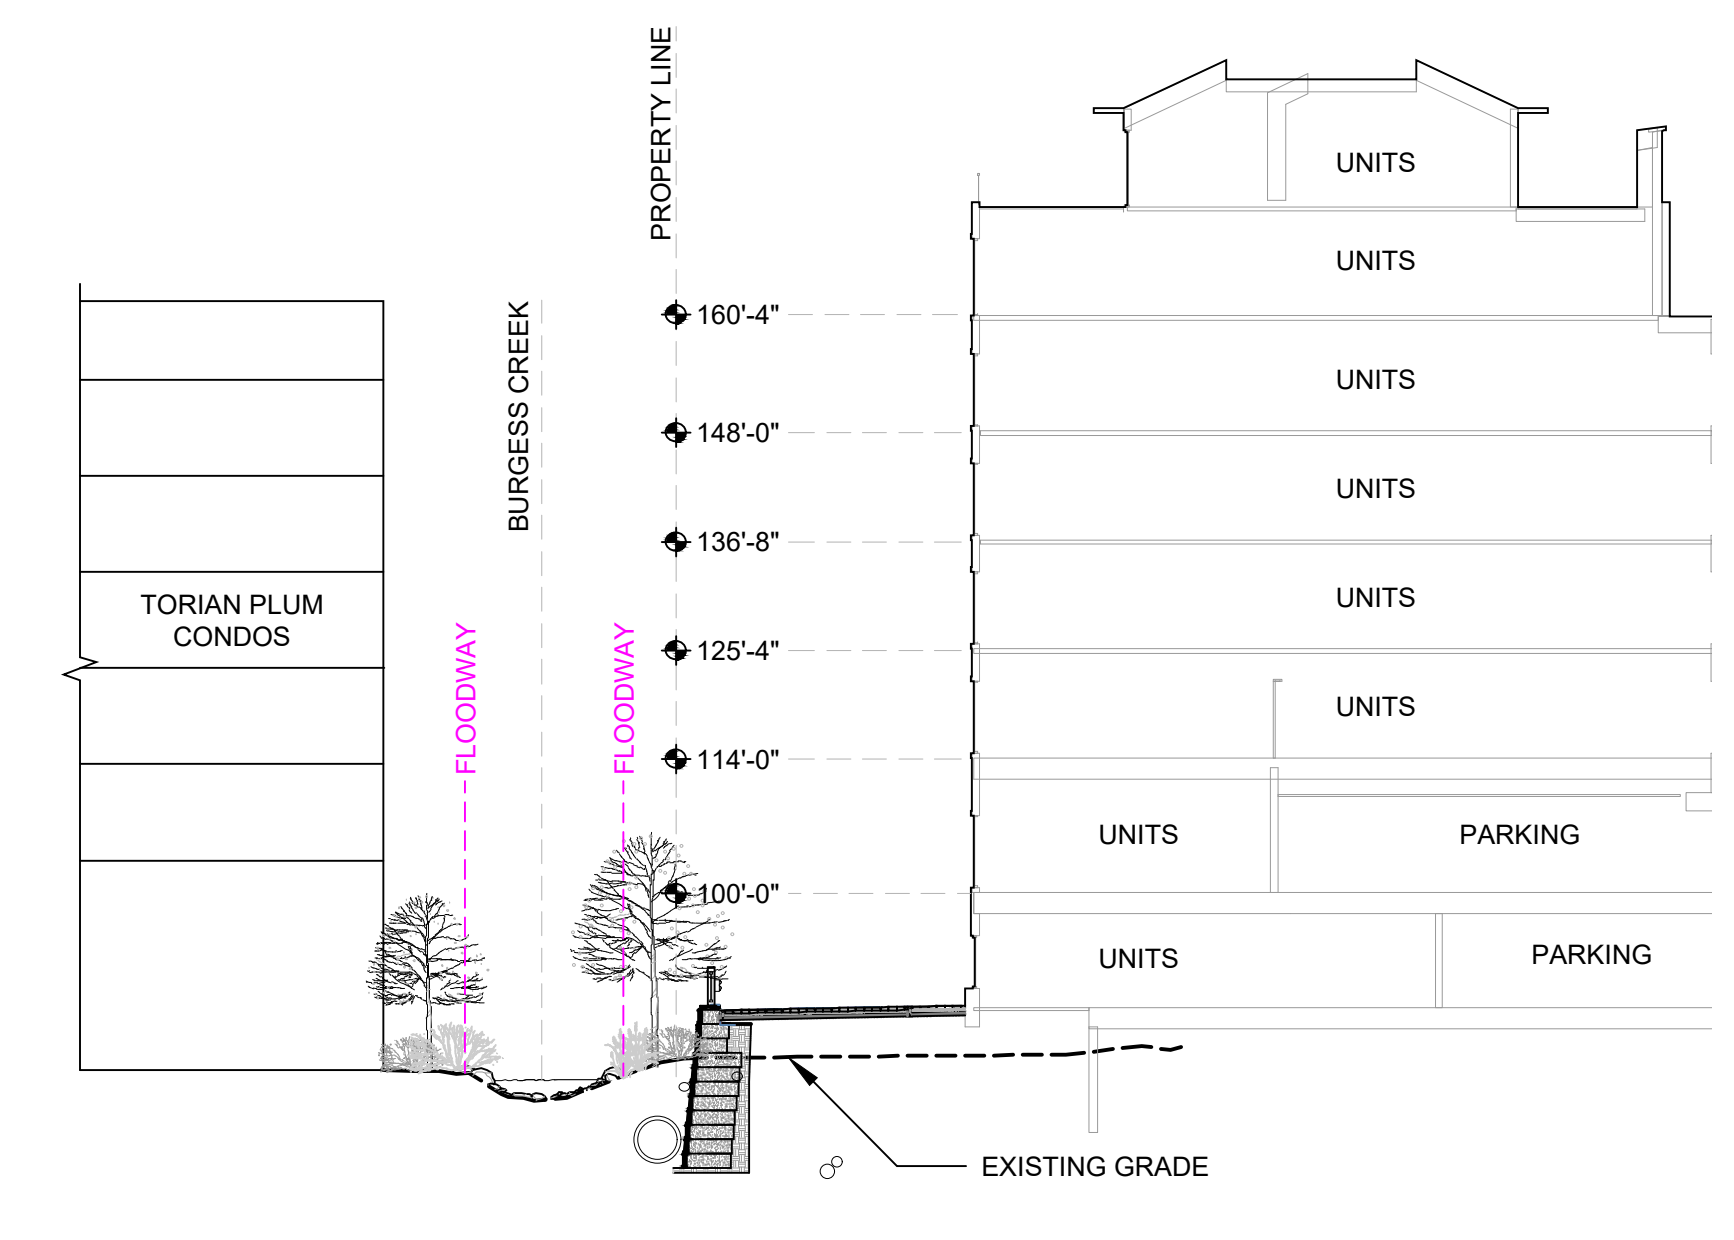 PROPERTY LINE
UNITS
UNITS
160'-4"
BURGESS CREEK
UNITS
148'-0"
UNITS
136'-8"
TORIAN PLUM
CONDOS
UNITS
FLOODWAY
FLOODWAY
125'-4"
UNITS
114'-0"
UNITS
PARKING
100'-0"
UNITS
PARKING
EXISTING GRADE